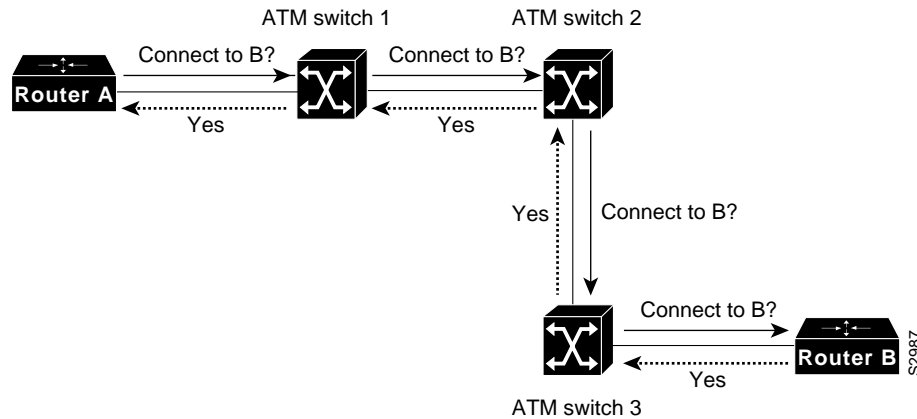 ATM switch 1
ATM switch 2
Connect to B?
Connect to B?
Router A
Yes
Yes
Yes
Connect to B?
Connect to B?
Router B
Yes
ATM switch 3
S2987